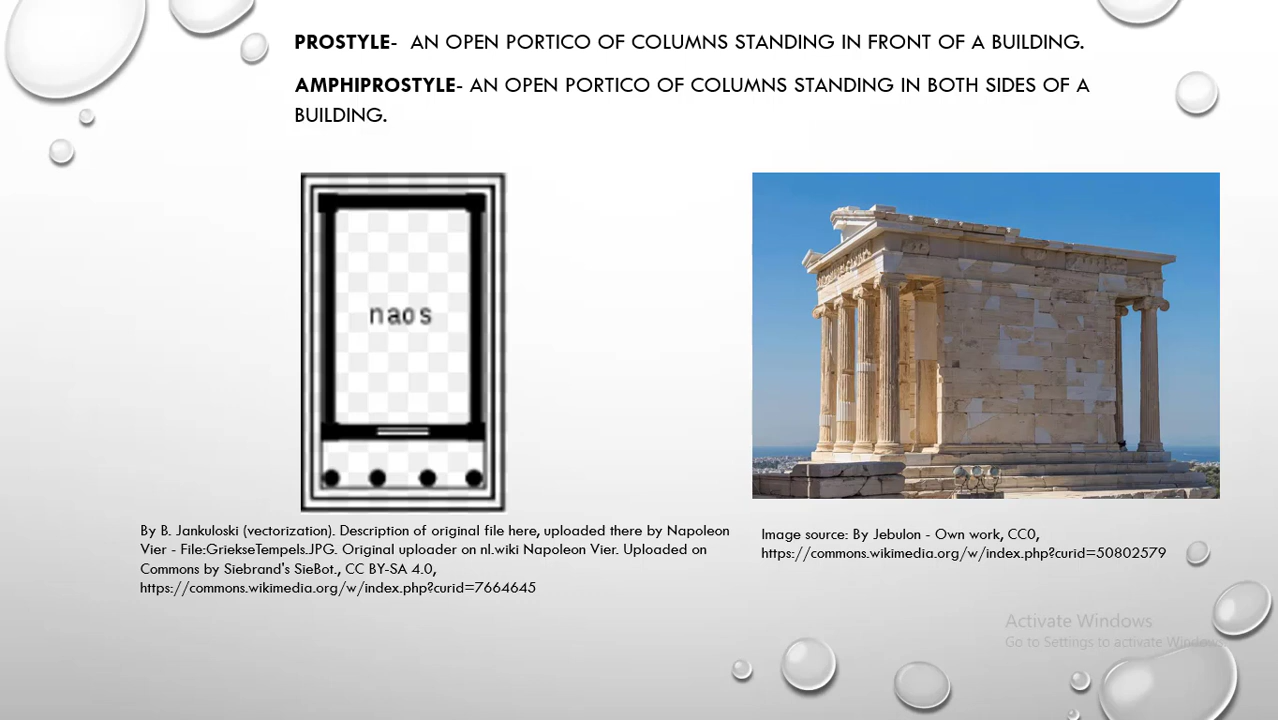 PROSTYLE- AN OPEN PORTICO OF COLUMNS STANDING IN FRONT OF A BUILDING.
AMPHIPROSTYLE- AN OPEN PORTICO OF COLUMNS STANDING IN BOTH SIDES OF A
BUILDING.
naos
By B. Jankuloski (vectorization). Description of original file here, uploaded there by Napoleon
Vier - File:GriekseTempels.JPG. Original uploader on nl.wiki Napoleon Vier. Uploaded on
Commons by Siebrand's SieBot., CC BY-SA 4.0,
https://commons.wikimedia.org/w/index.php?curid=7664645
Image source: By Jebulon - Own work, CC0,
https://commons.wikimedia.org/w/index.php?curid=50802579
Activate Windows
Go to Settings to activate Windows.